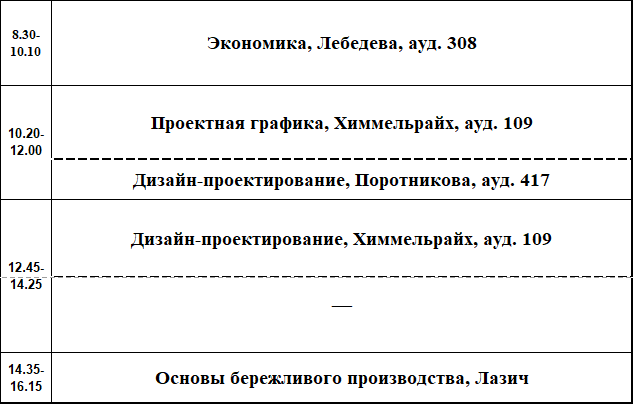 8.30-
10.10
Экономика, Лебедева, ауд. 308
10.20-
12.00
Проектная графика, Химмельрайх, ауд. 109
Дизайн-проектирование, Поротникова, ауд. 417
12.45-
14.25
Дизайн-проектирование, Химмельрайх, ауд. 109
—
14.35-
16.15
Основы бережливого производства, Лазич